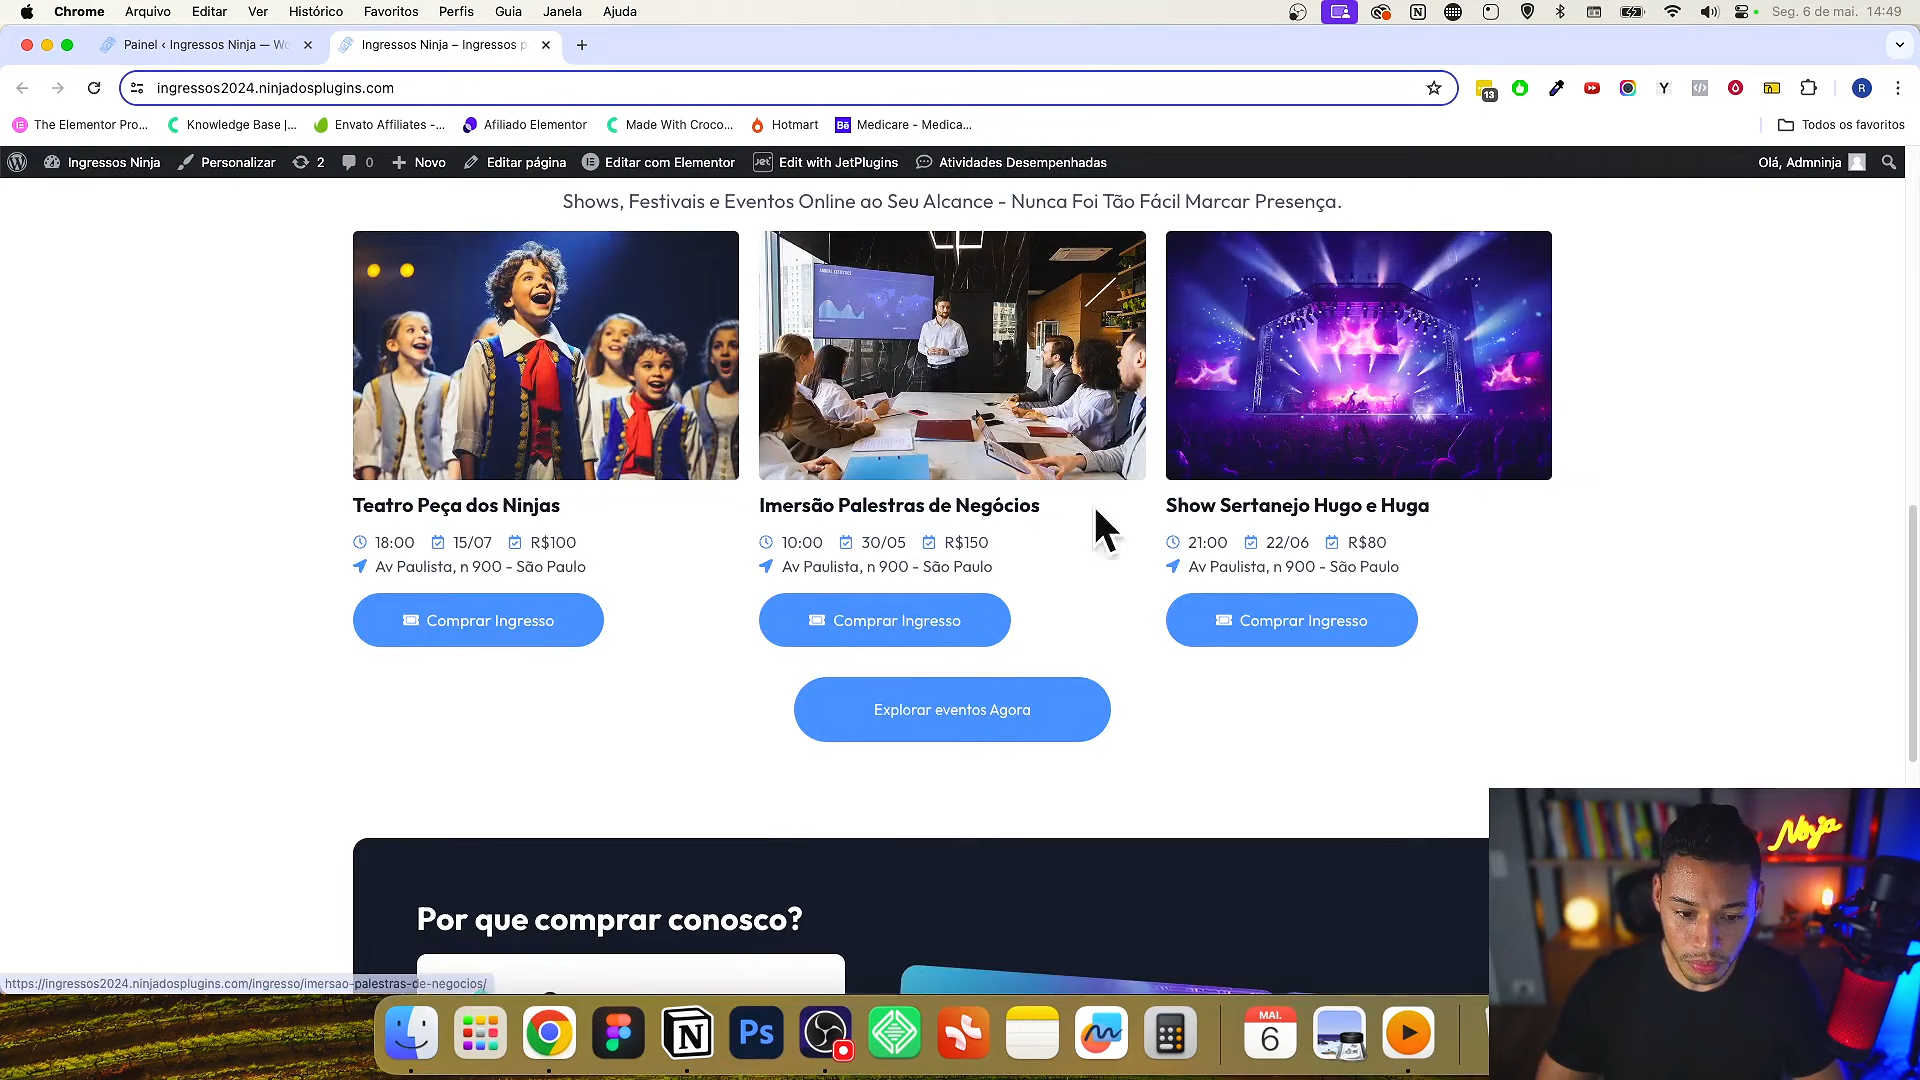 Chrome Arquivo Editar Ver Histórico Favoritos Perfis Guia Janela Ajuda Seg. 6 de mai. 14:49
Painel ‹ Ingressos Ninja — Wo
Ingressos Ninja – Ingressos p
ingressos2024.ninjadosplugins.com
13
Y
R
The Elementor Pro...
Knowledge Base |...
Envato Affiliates -...
Afiliado Elementor
Made With Croco...
Hotmart
Bē Medicare - Medica...
Todos os favoritos
Ingressos Ninja Personalizar 2 0 Novo Editar página Editar com Elementor Jet Edit with JetPlugins Atividades Desempenhadas Olá, Admninja
Shows, Festivais e Eventos Online ao Seu Alcance - Nunca Foi Tão Fácil Marcar Presença.
ANNUAL STATISTICS
Teatro Peça dos Ninjas
18:00 15/07 R$100
Av Paulista, n 900 - São Paulo
Comprar Ingresso
Imersão Palestras de Negócios
10:00 30/05 R$150
Av Paulista, n 900 - São Paulo
Comprar Ingresso
Show Sertanejo Hugo e Huga
21:00 22/06 R$80
Av Paulista, n 900 - São Paulo
Comprar Ingresso
Explorar eventos Agora
Por que comprar conosco?
Ninja
https://ingressos2024.ninjadosplugins.com/ingresso/imersao-palestras-de-negocios/
N
Ps
MAI.
6